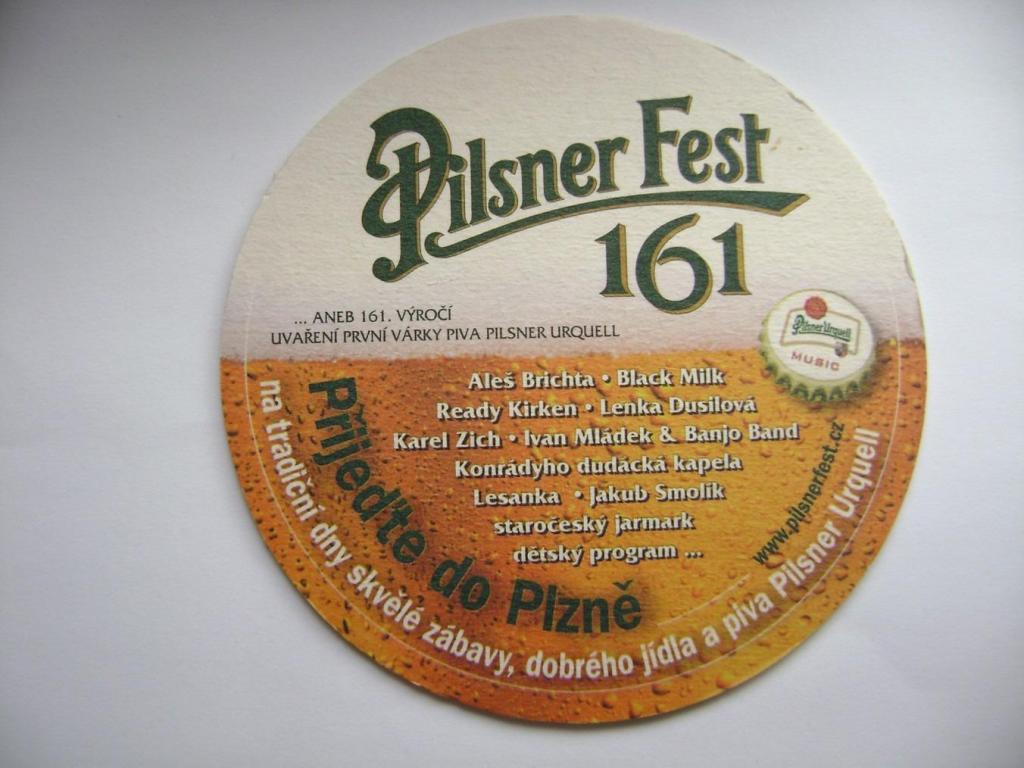 Pilsner Fest
161
... ANEB 161. VÝROČÍ
UVAŘENÍ PRVNÍ VÁRKY PIVA PILSNER URQUELL
Pilsner Urquell
MUSIC
Aleš Brichta • Black Milk
Ready Kirken • Lenka Dusilová
Karel Zich • Ivan Mládek & Banjo Band
Konrádyho dudácká kapela
Lesanka • Jakub Smolík
staročeský jarmark
dětský program ...
Přijeďte do Plzně
na tradiční dny skvělé zábavy, dobrého jídla a piva Pilsner Urquell
www.pilsnerfest.cz